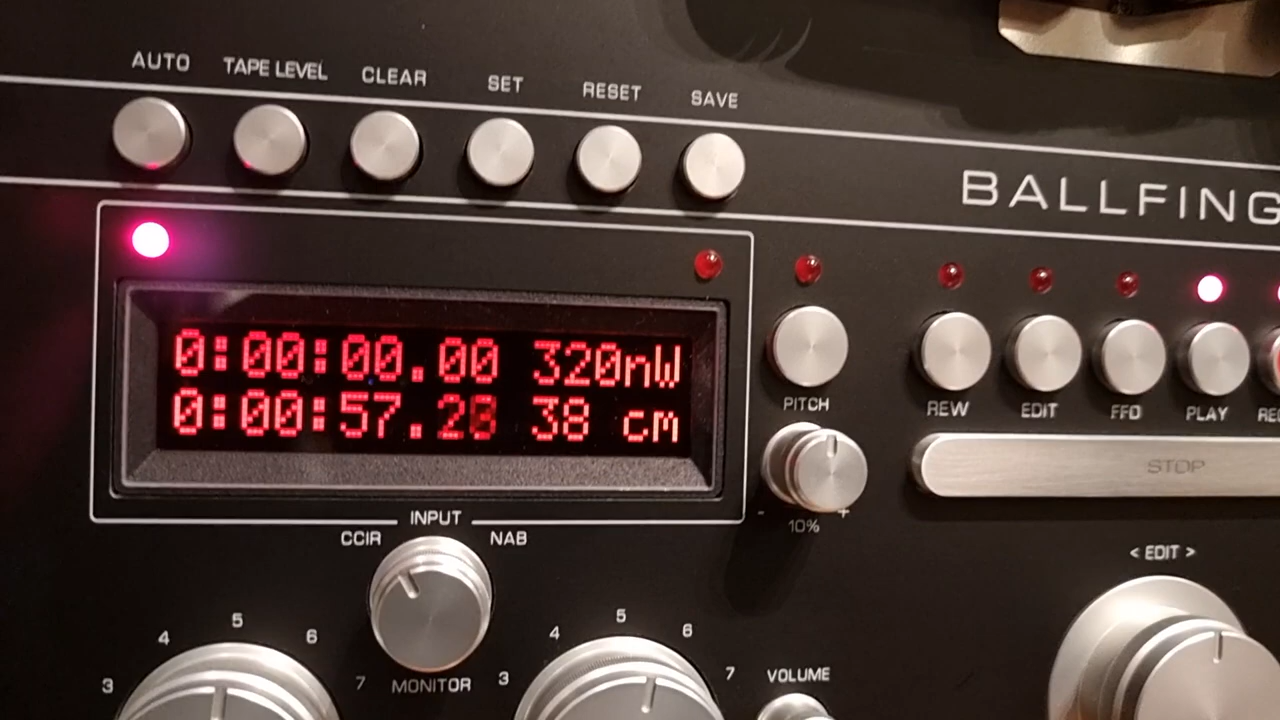 AUTO TAPE LEVEL CLEAR SET RESET SAVE
BALLFING
0:00:00.00 320nW
0:00:57.28 38 cm
PITCH
REW EDIT FFD PLAY
STOP
- 10% +
INPUT
CCIR NAB
< EDIT >
3 4 5 6 7
MONITOR
3 4 5 6 7
VOLUME